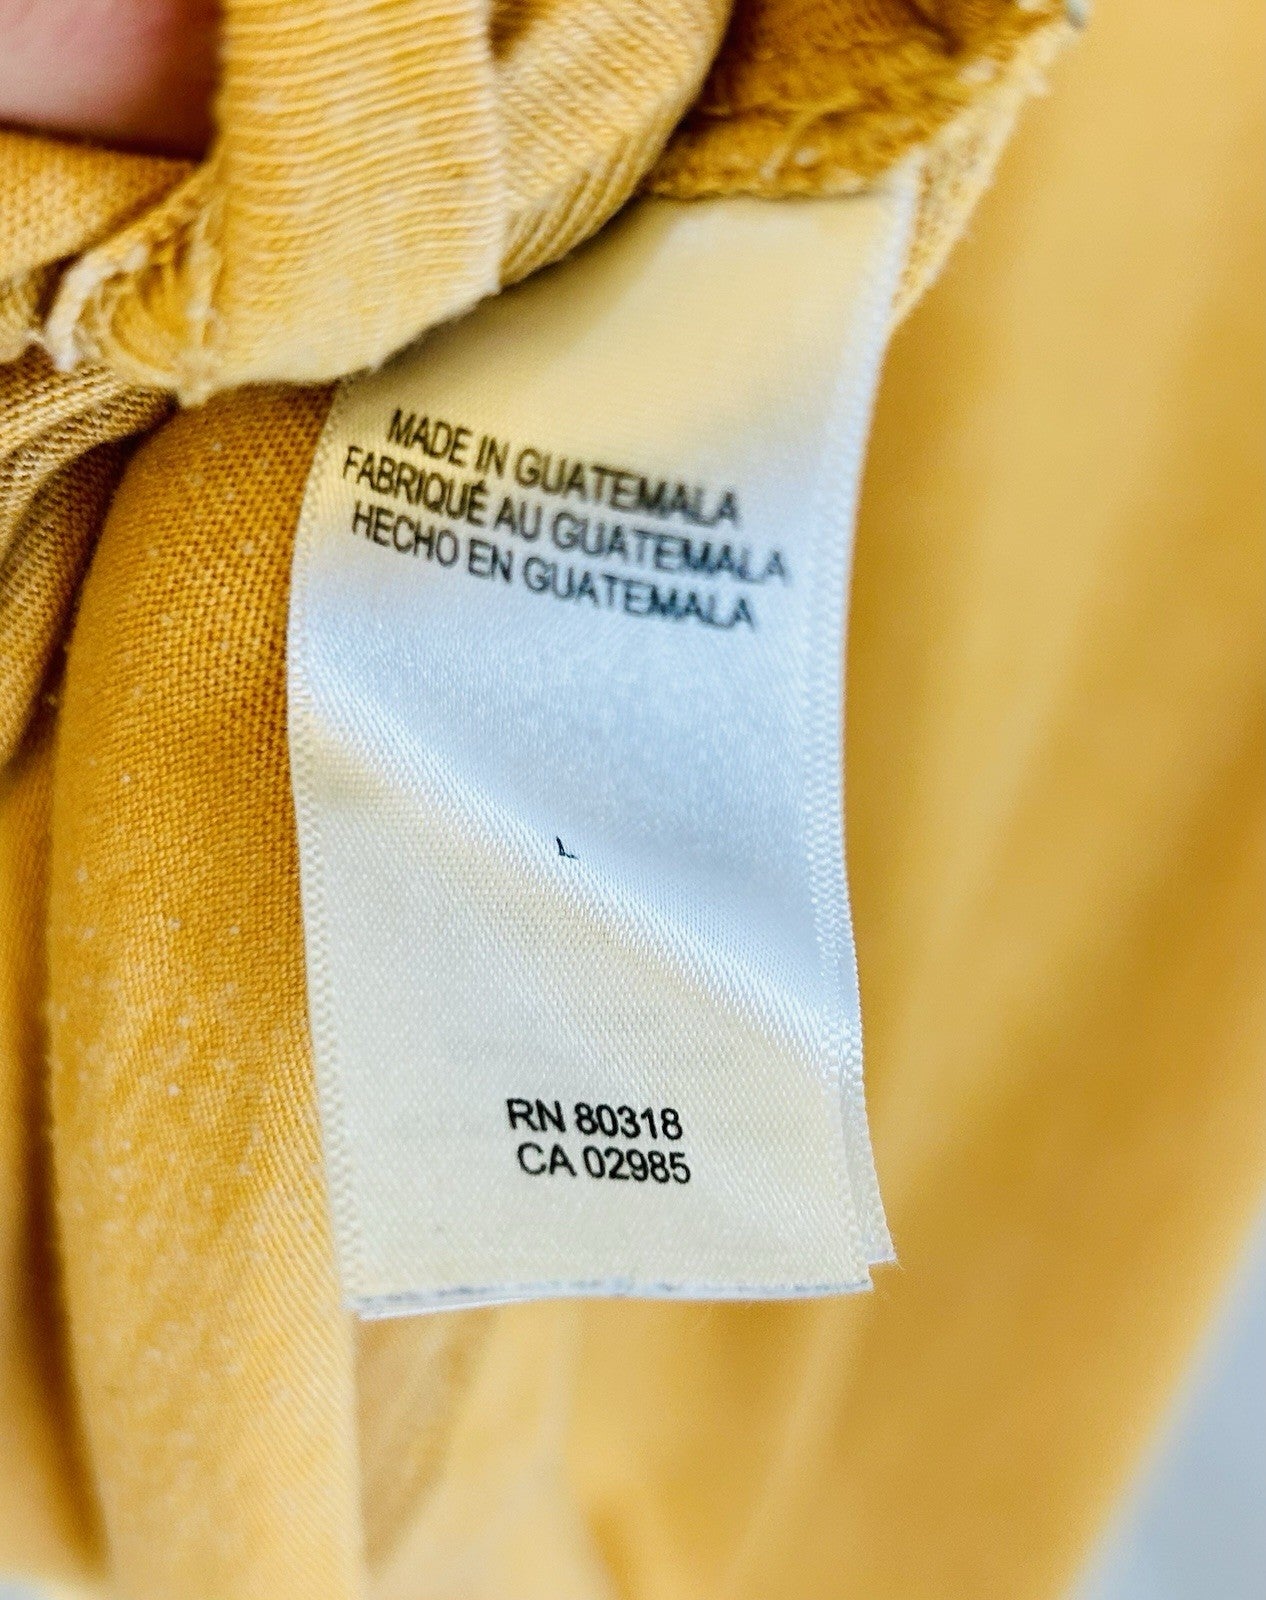 MADE IN GUATEMALA
FABRIQUÉ AU GUATEMALA
HECHO EN GUATEMALA
L
RN 80318
CA 02985